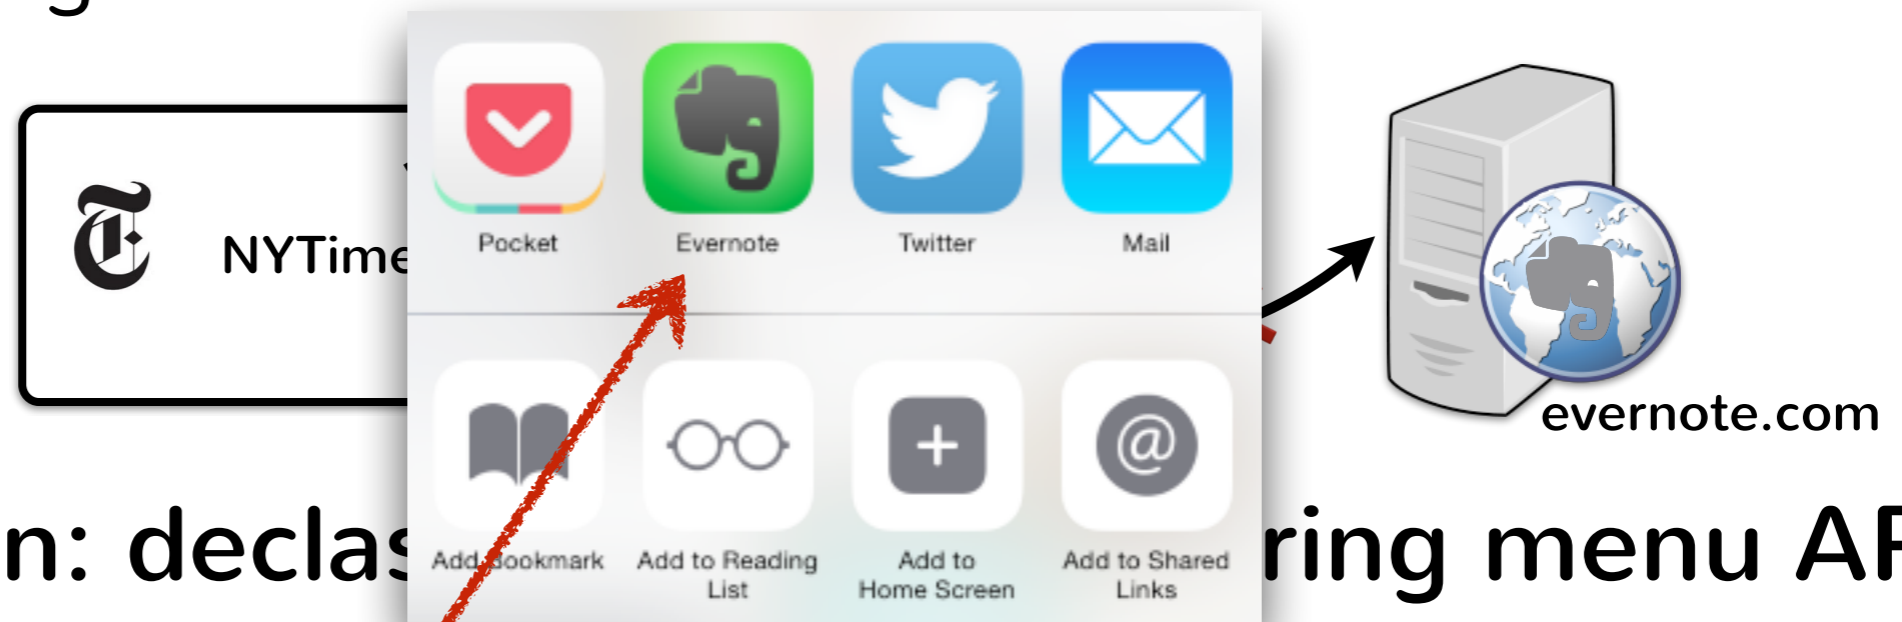 NYTime
Pocket
Evernote
Twitter
Mail
evernote.com
n: declas
ring menu AP
Add Bookmark
Add to Reading
List
Add to
Home Screen
Add to Shared
Links